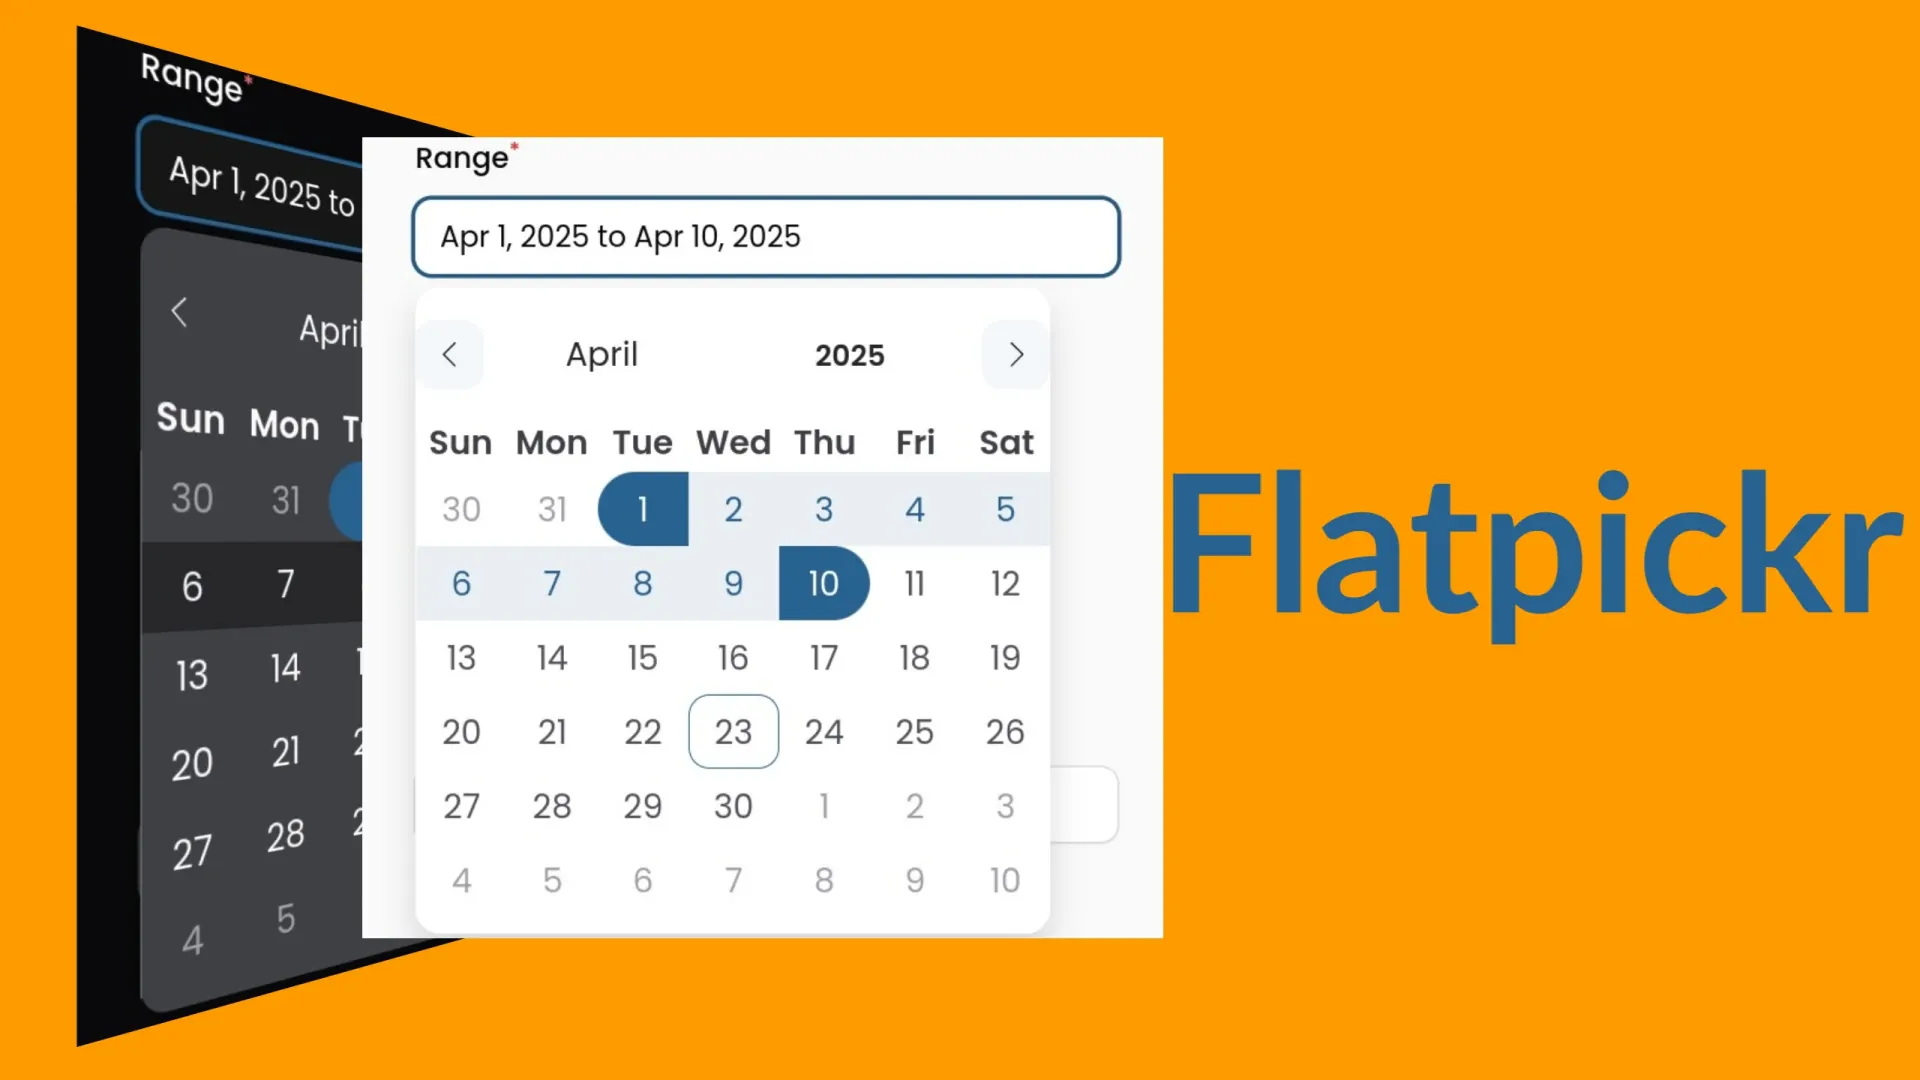 Range*
Apr 1, 2025 to
April
Sun Mon
30 31
6 7
13 14
20 21
27 28
4 5
Range*
Apr 1, 2025 to Apr 10, 2025
April 2025
Sun Mon Tue Wed Thu Fri Sat
30 31 1 2 3 4 5
6 7 8 9 10 11 12
13 14 15 16 17 18 19
20 21 22 23 24 25 26
27 28 29 30 1 2 3
4 5 6 7 8 9 10
Flatpickr